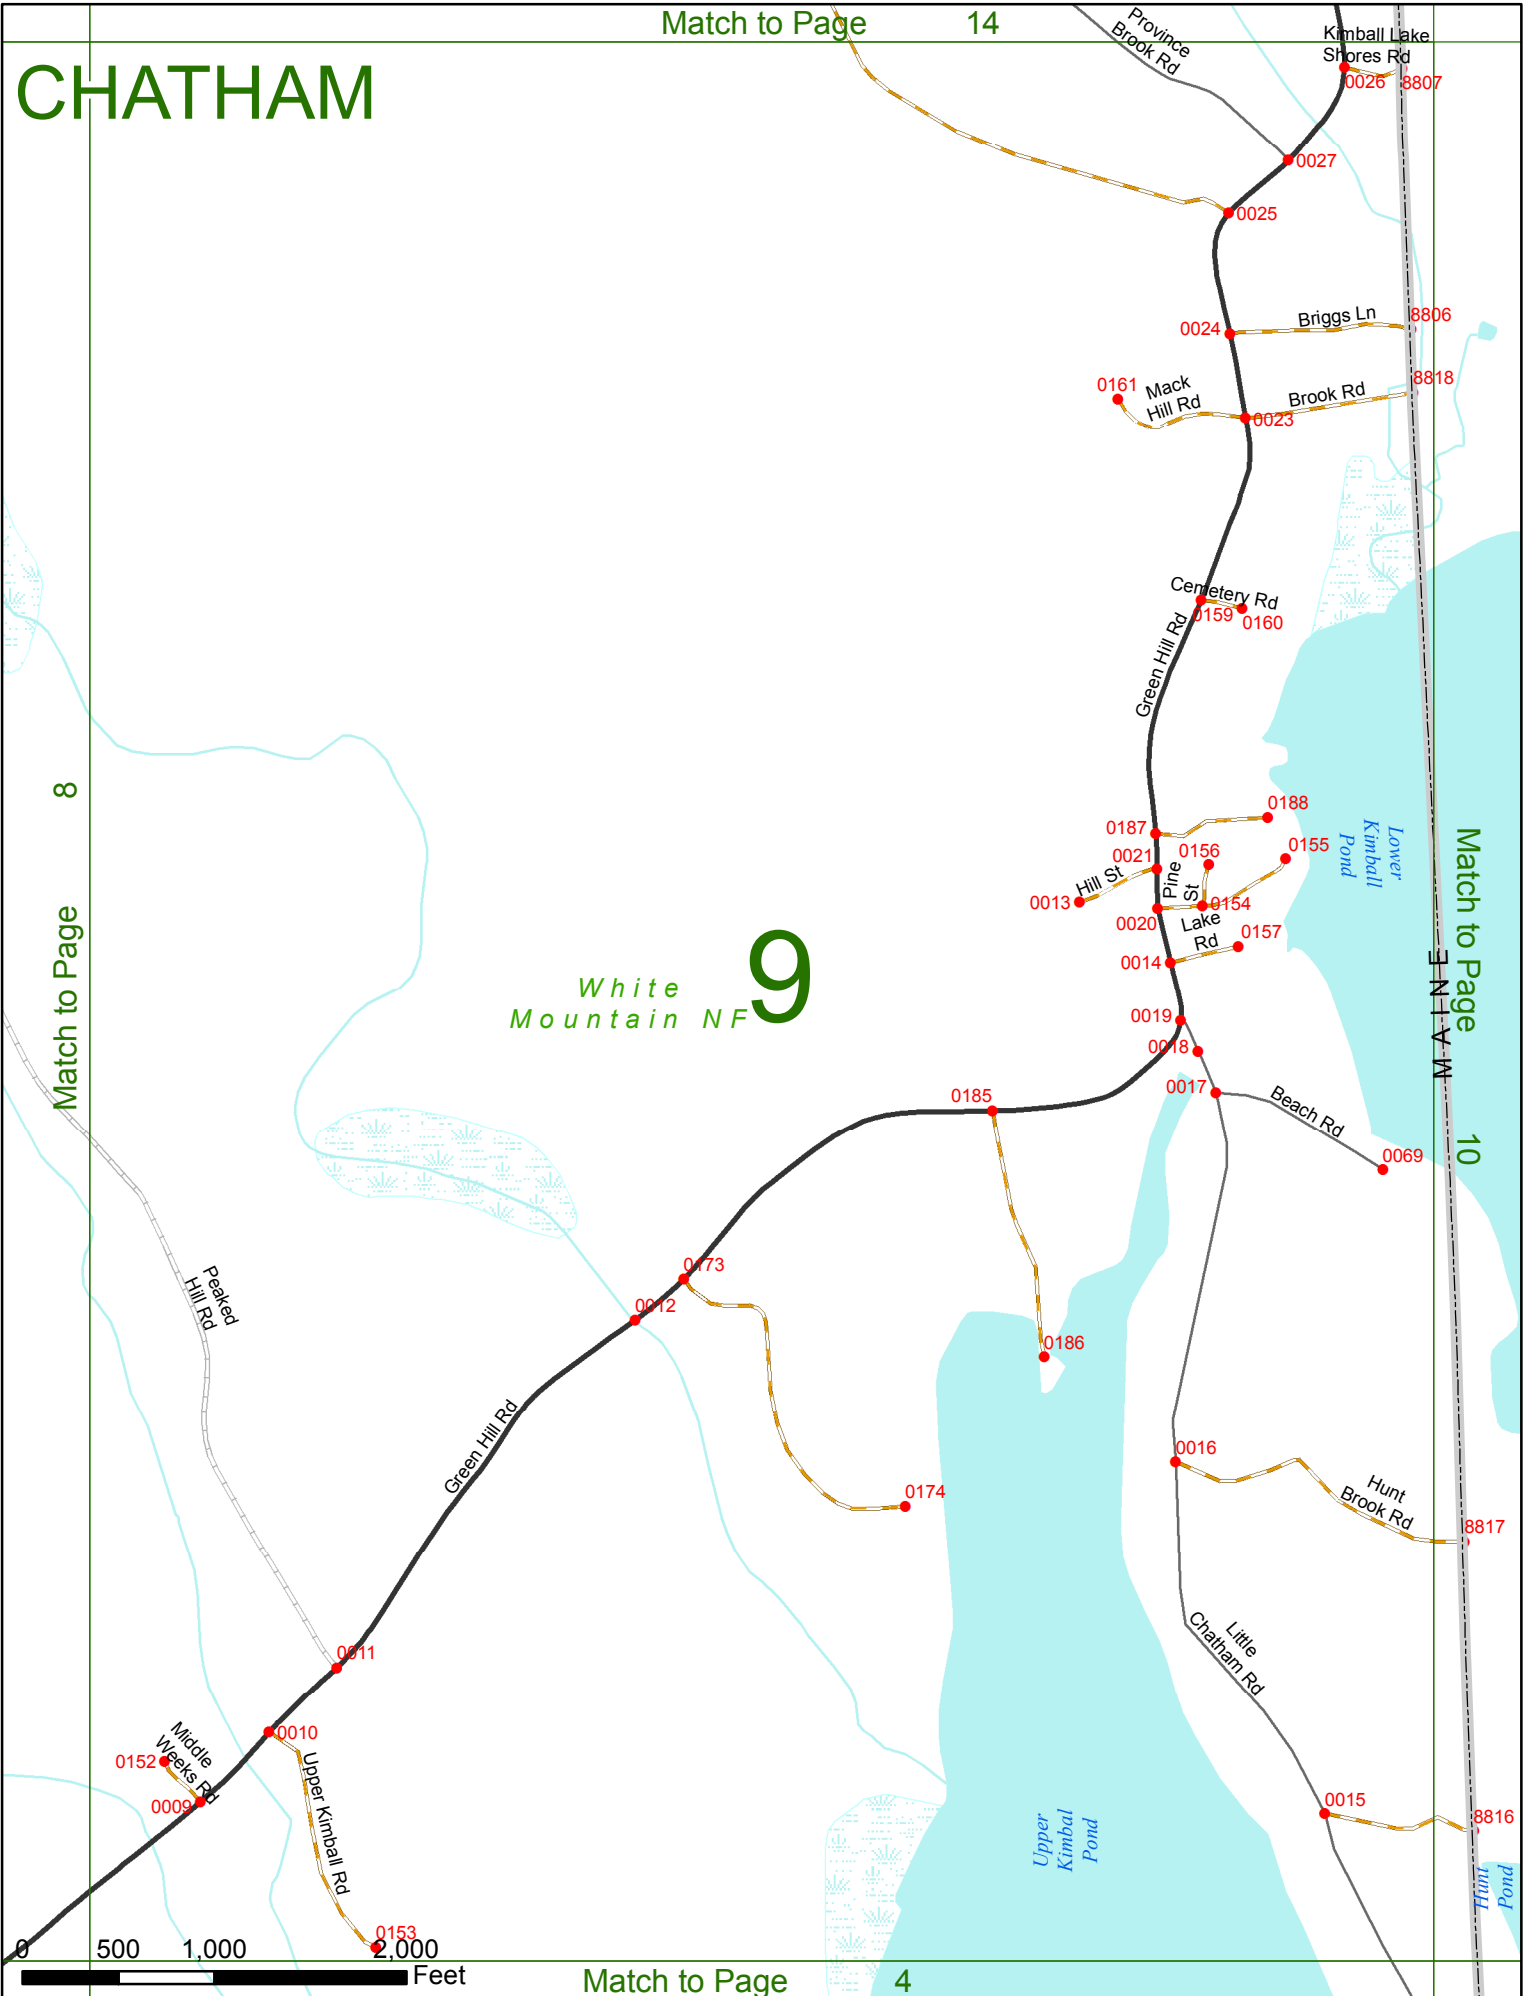 Match to Page 14
CHATHAM
Province
Brook Rd
Kimball Lake
Shores Rd
0026
8807
0027
0025
0024
Briggs Ln
8806
0161
Mack
Hill Rd
0023
Brook Rd
8818
Cemetery Rd
0159
0160
Green Hill Rd
8
Match to Page
0187
0188
0021
0156
0155
Hill St
0013
Pine
St
0020
0154
Lake
Rd
0157
0014
Lower
Kimball
Pond
Match to Page
10
MAINE
9
White
Mountain NF
0019
0018
0017
Beach Rd
0069
0185
0173
0012
0186
Peaked
Hill Rd
Green Hill Rd
0174
0016
Hunt
Brook Rd
8817
0011
Little
Chatham Rd
0010
Middle
Weeks Rd
0152
0009
Upper Kimball Rd
0015
8816
Upper
Kimbal
Pond
Hunt
Pond
0153
0 500 1,000 2,000
Feet
Match to Page 4